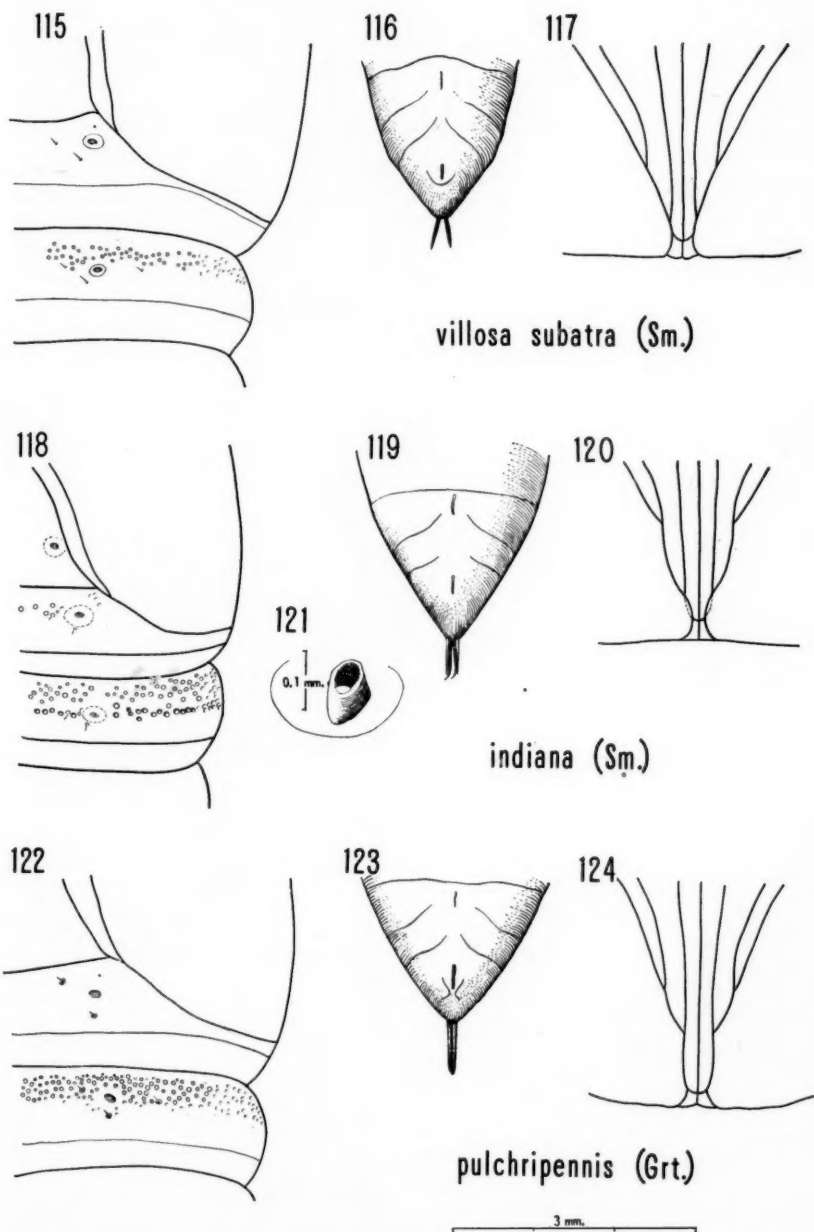 115
116
117
villosa subatra (Sm.)
118
119
120
121
0.1 mm.
indiana (Sm.)
122
123
124
pulchripennis (Grt.)
3 mm.